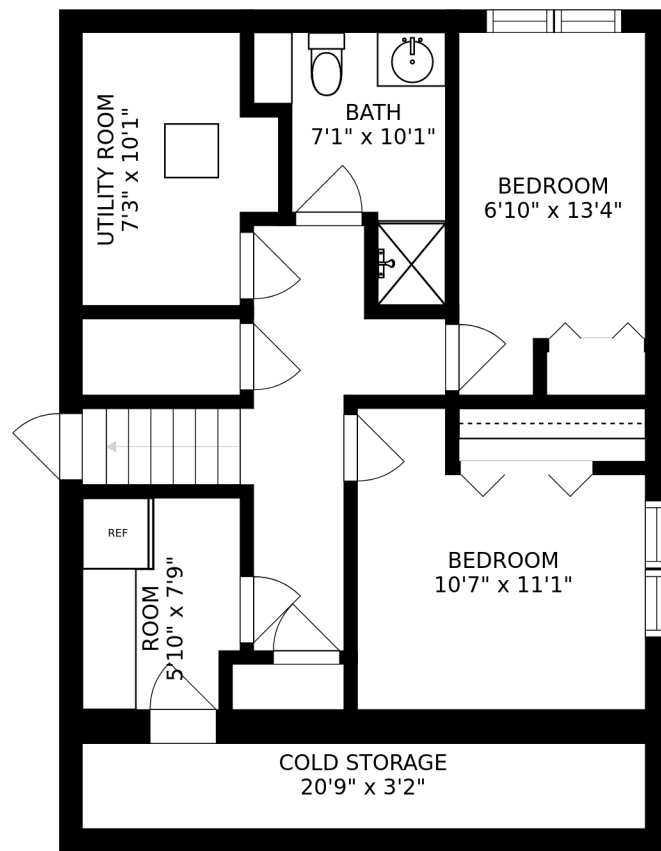 UTILITY ROOM
7'3" x 10'1"
BATH
7'1" x 10'1"
BEDROOM
6'10" x 13'4"
REF
ROOM
5'10" x 7'9"
BEDROOM
10'7" x 11'1"
COLD STORAGE
20'9" x 3'2"